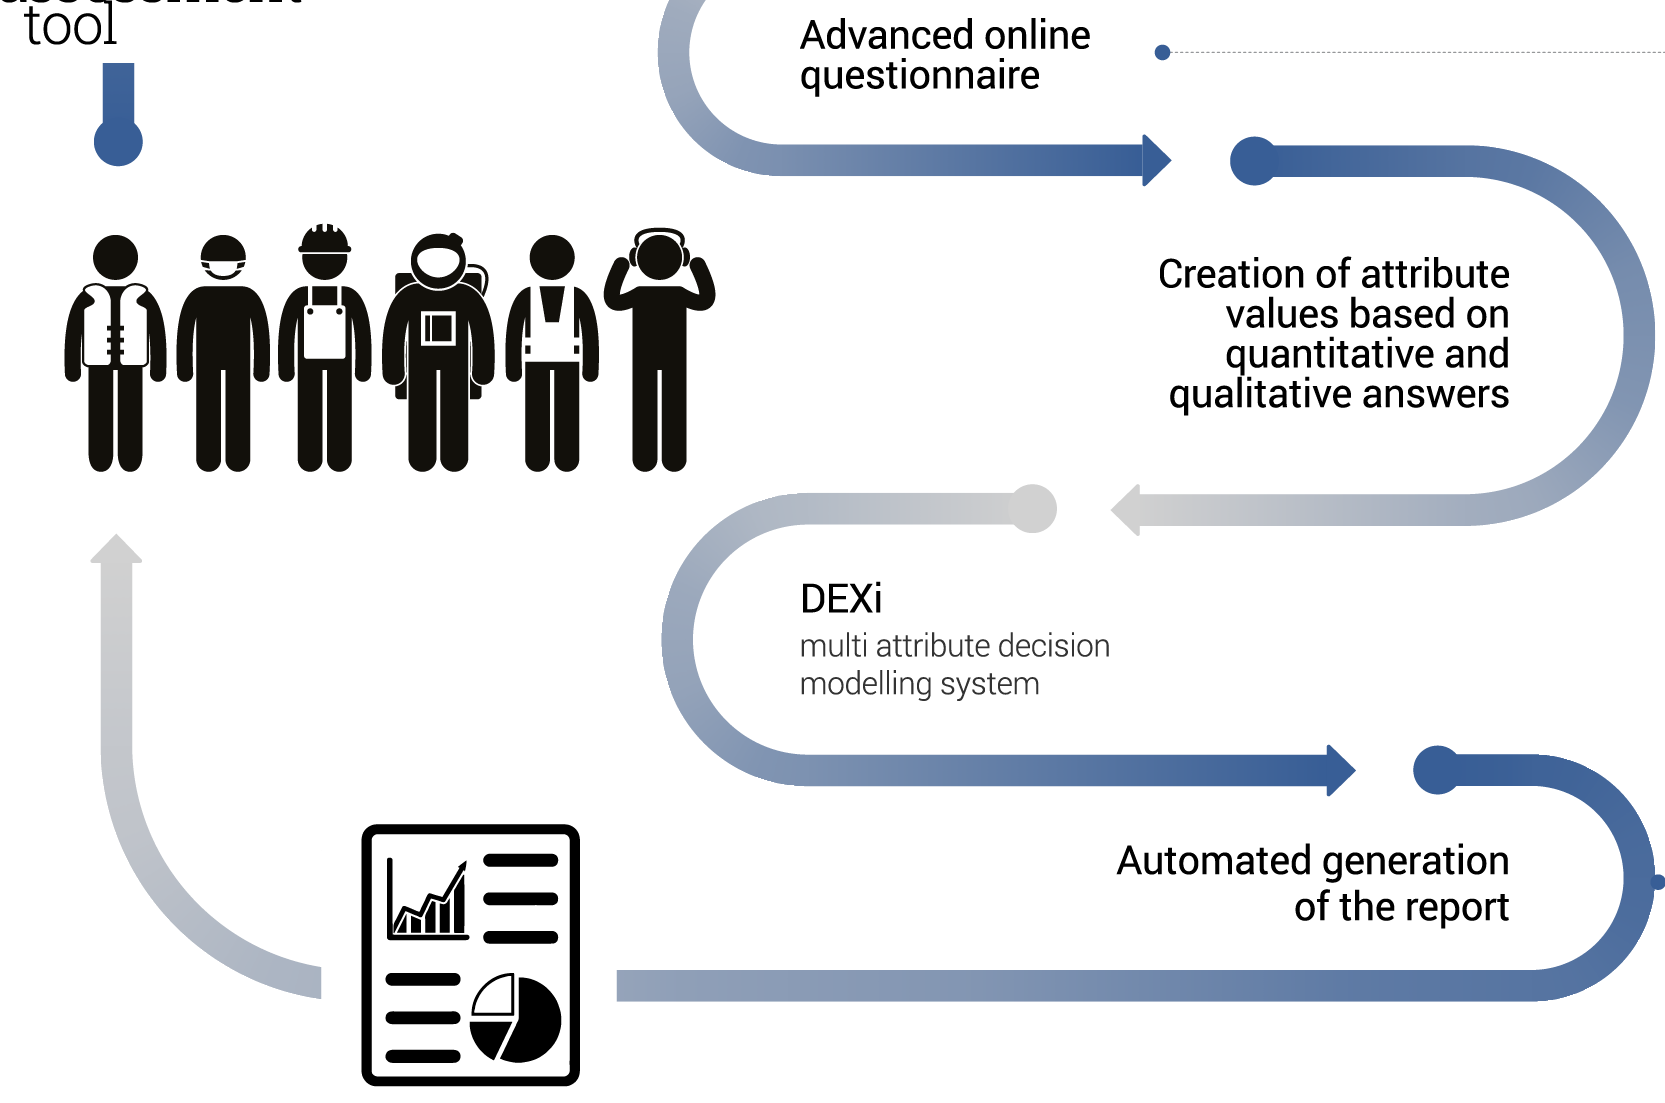 tool
Advanced online
questionnaire
Creation of attribute
values based on
quantitative and
qualitative answers
DEXi
multi attribute decision
modelling system
Automated generation
of the report